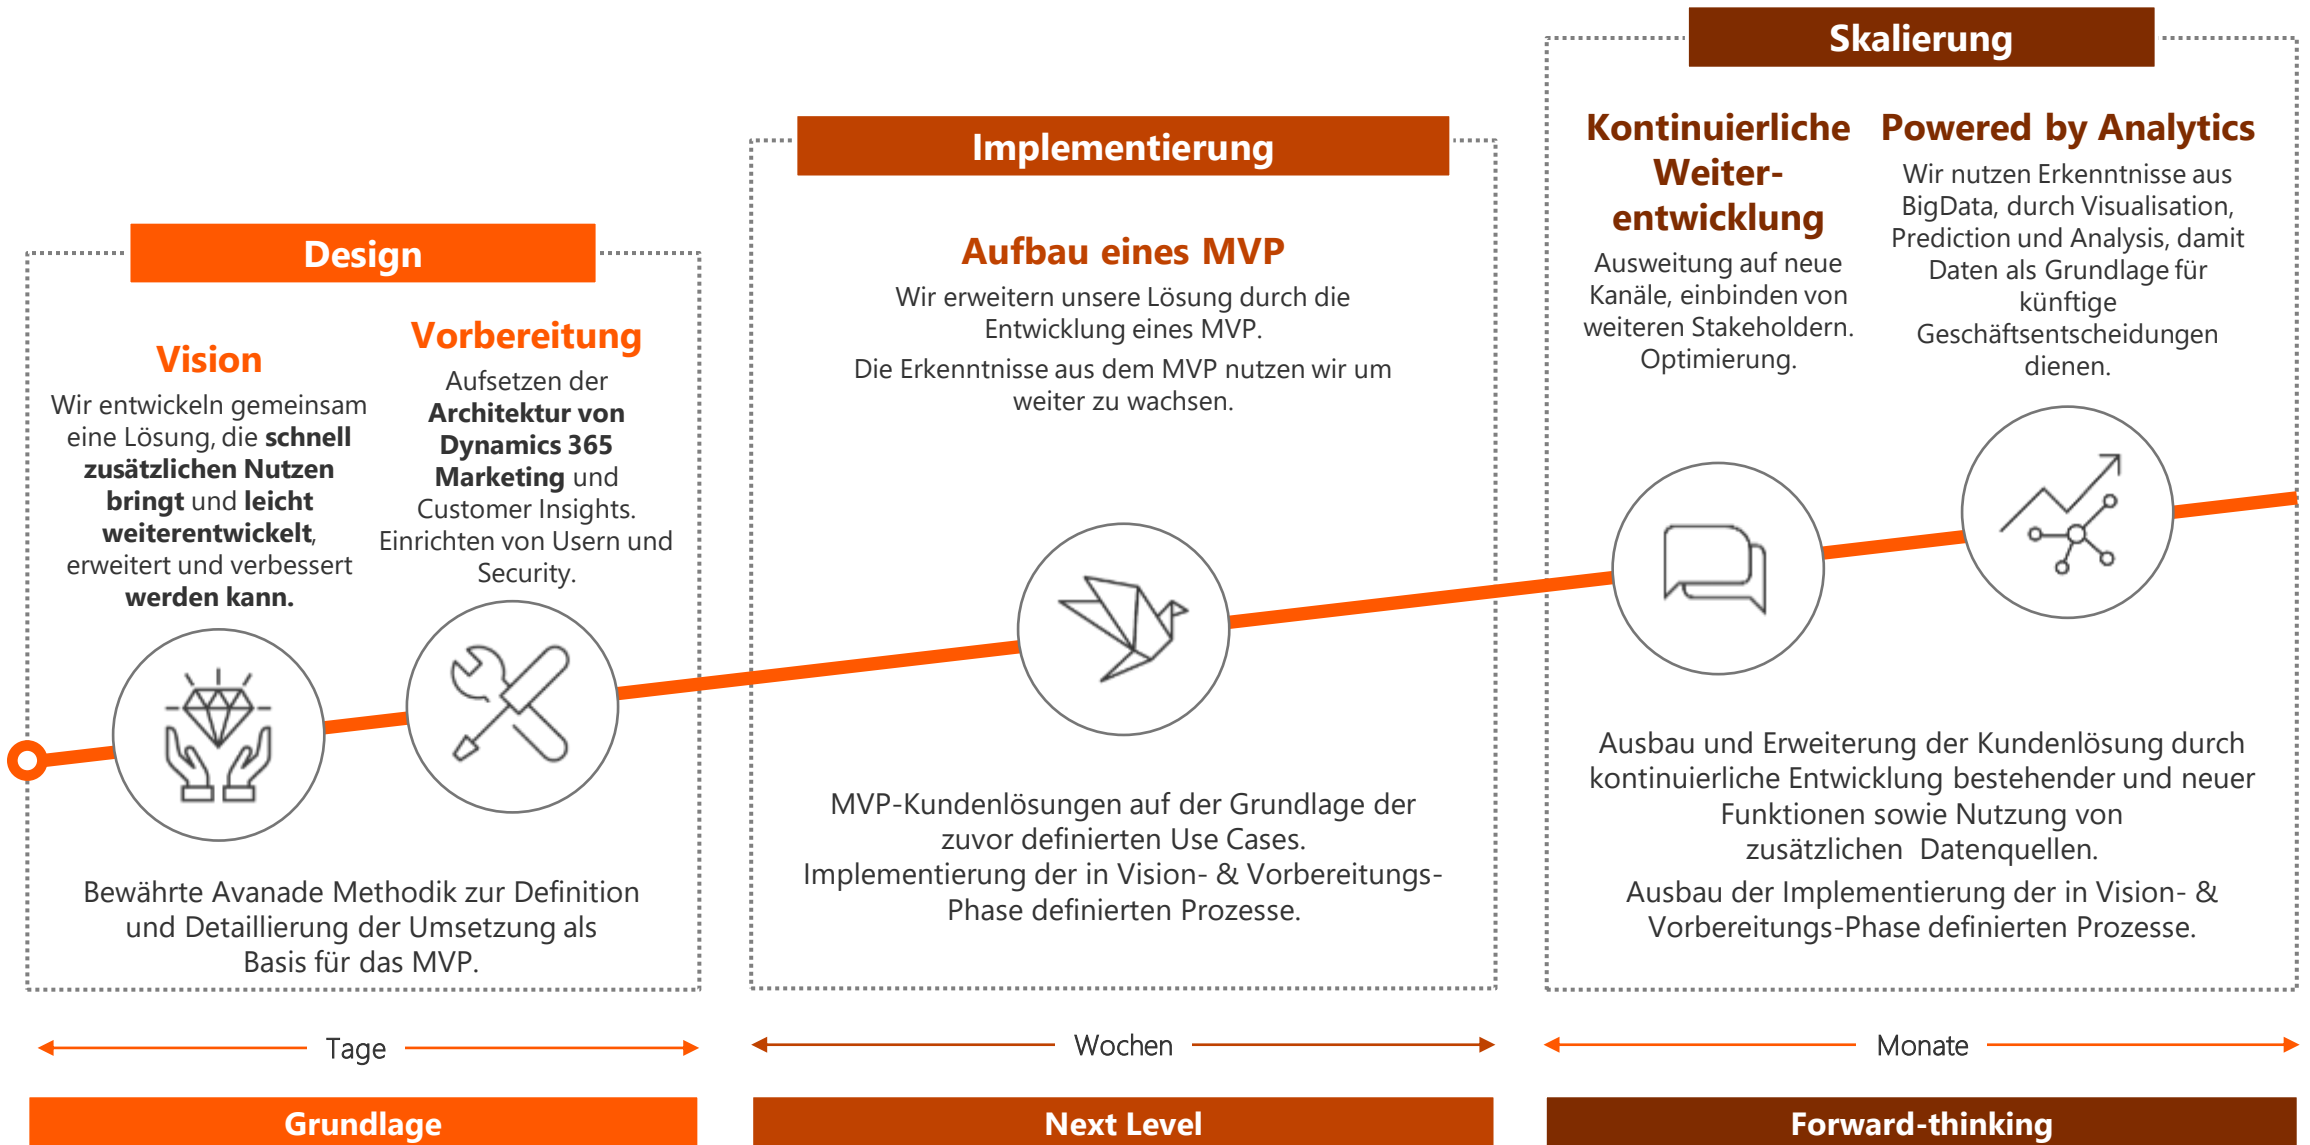 Design
Vision
Wir entwickeln gemeinsam
eine Lösung, die schnell
zusätzlichen Nutzen
bringt und leicht
weiterentwickelt,
erweitert und verbessert
werden kann.
Vorbereitung
Aufsetzen der
Architektur von
Dynamics 365
Marketing und
Customer Insights.
Einrichten von Usern und
Security.
Bewährte Avanade Methodik zur Definition
und Detaillierung der Umsetzung als
Basis für das MVP.
Tage
Grundlage
Implementierung
Aufbau eines MVP
Wir erweitern unsere Lösung durch die
Entwicklung eines MVP.
Die Erkenntnisse aus dem MVP nutzen wir um
weiter zu wachsen.
MVP-Kundenlösungen auf der Grundlage der
zuvor definierten Use Cases.
Implementierung der in Vision- & Vorbereitungs-
Phase definierten Prozesse.
Wochen
Next Level
Skalierung
Kontinuierliche
Weiter-
entwicklung
Ausweitung auf neue
Kanäle, einbinden von
weiteren Stakeholdern.
Optimierung.
Powered by Analytics
Wir nutzen Erkenntnisse aus
BigData, durch Visualisation,
Prediction und Analysis, damit
Daten als Grundlage für
künftige
Geschäftsentscheidungen
dienen.
Ausbau und Erweiterung der Kundenlösung durch
kontinuierliche Entwicklung bestehender und neuer
Funktionen sowie Nutzung von
zusätzlichen Datenquellen.
Ausbau der Implementierung der in Vision- &
Vorbereitungs-Phase definierten Prozesse.
Monate
Forward-thinking